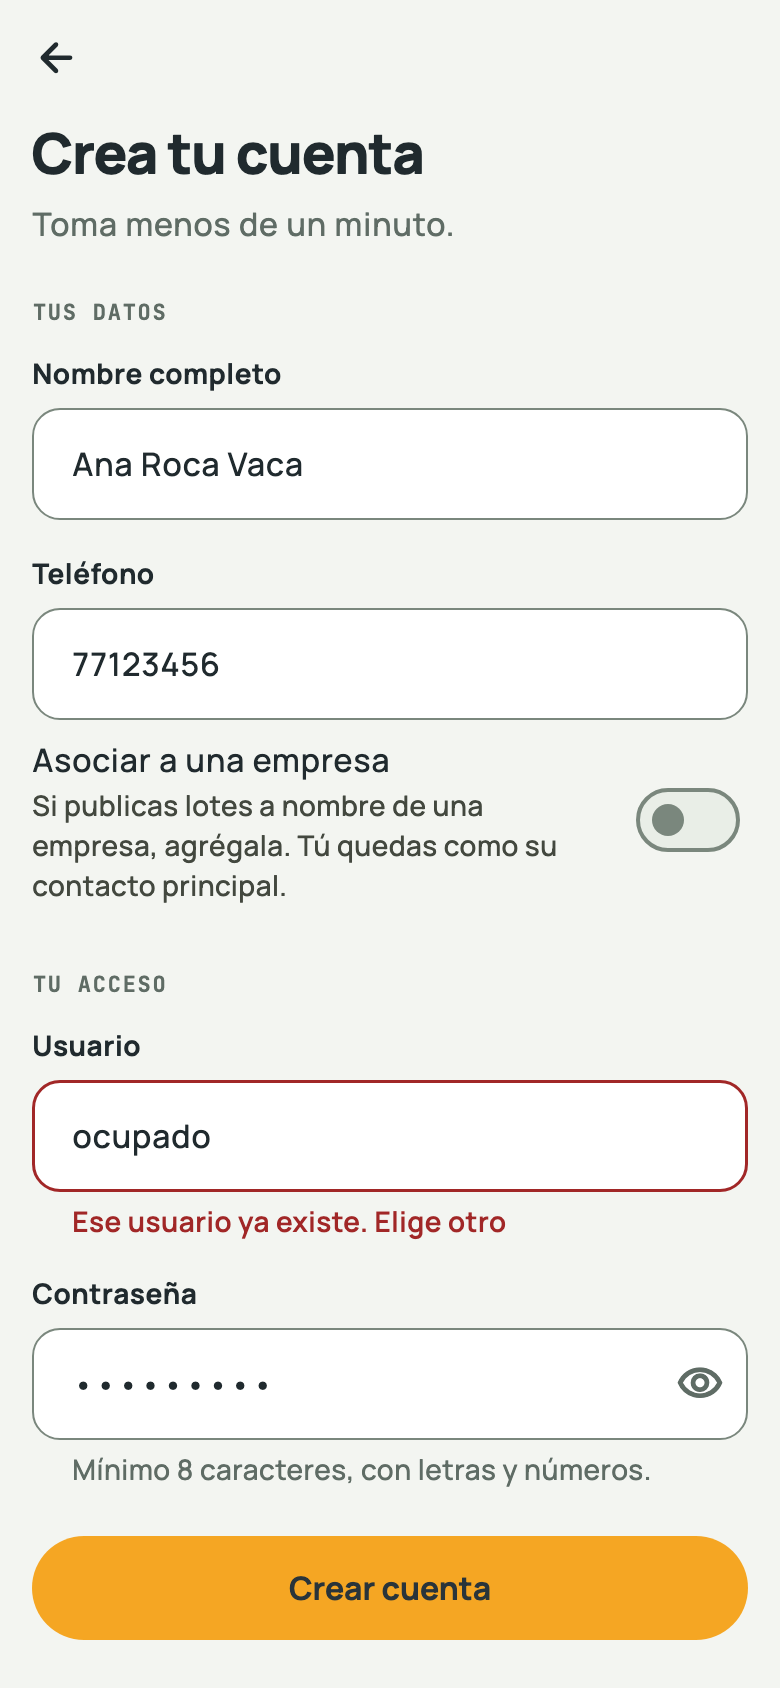 Crea tu cuenta
Toma menos de un minuto.
TUS DATOS
Nombre completo
Ana Roca Vaca
Teléfono
77123456
Asociar a una empresa
Si publicas lotes a nombre de una
empresa, agrégala. Tú quedas como su
contacto principal.
TU ACCESO
Usuario
ocupado
Ese usuario ya existe. Elige otro
Contraseña
•••••••••
Mínimo 8 caracteres, con letras y números.
Crear cuenta